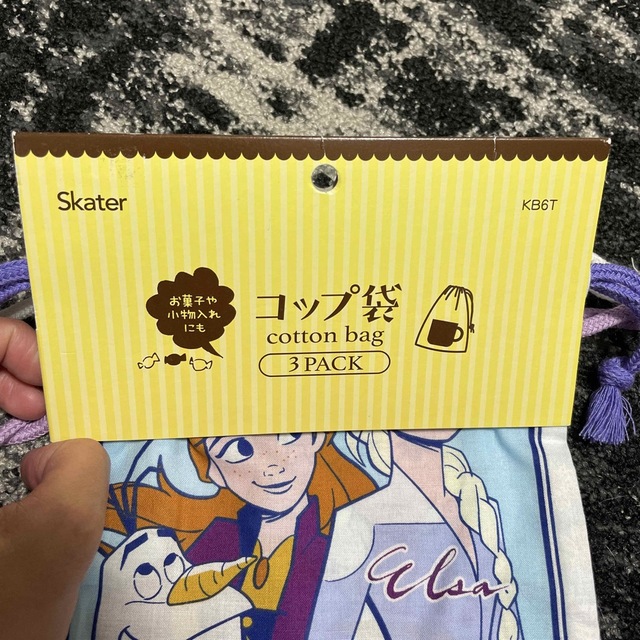 Skater
KB6T
お菓子や
小物入れ
にも
コップ袋
cotton bag
3 PACK
Elsa